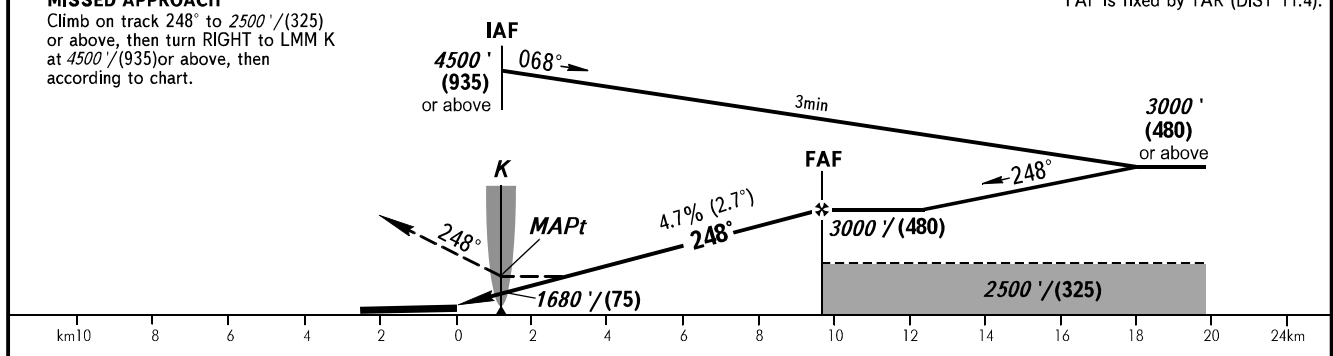 MISSED APPROACH
Climb on track 248° to 2500 '/(325)
or above, then turn RIGHT to LMM K
at 4500 '/(935)or above, then
according to chart.
FAF is fixed by TAR (DIST 11.4).
IAF
4500 '
(935)
or above
068°
3min
3000 '
(480)
or above
K
FAF
248°
4.7% (2.7°)
248°
3000 '/(480)
MAPt
248°
1680 '/(75)
2500 '/(325)
km10 8 6 4 2 0 2 4 6 8 10 12 14 16 18 20 22 24km